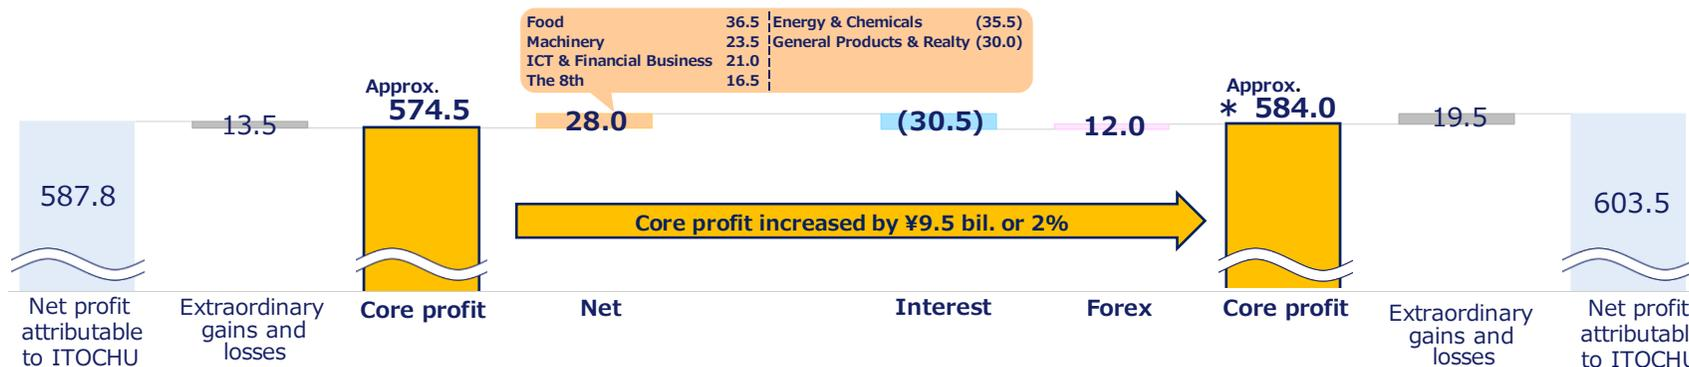 Food 36.5 Energy & Chemicals (35.5)
Machinery 23.5 General Products & Realty (30.0)
ICT & Financial Business 21.0
The 8th 16.5
Approx.
574.5
Approx.
* 584.0
13.5
28.0
(30.5)
12.0
19.5
587.8
603.5
Core profit increased by ¥9.5 bil. or 2%
Net profit
attributable
to ITOCHU
Extraordinary
gains and
losses
Core profit
Net
Interest
Forex
Core profit
Extraordinary
gains and
losses
Net profit
attributabl
to ITOCHU